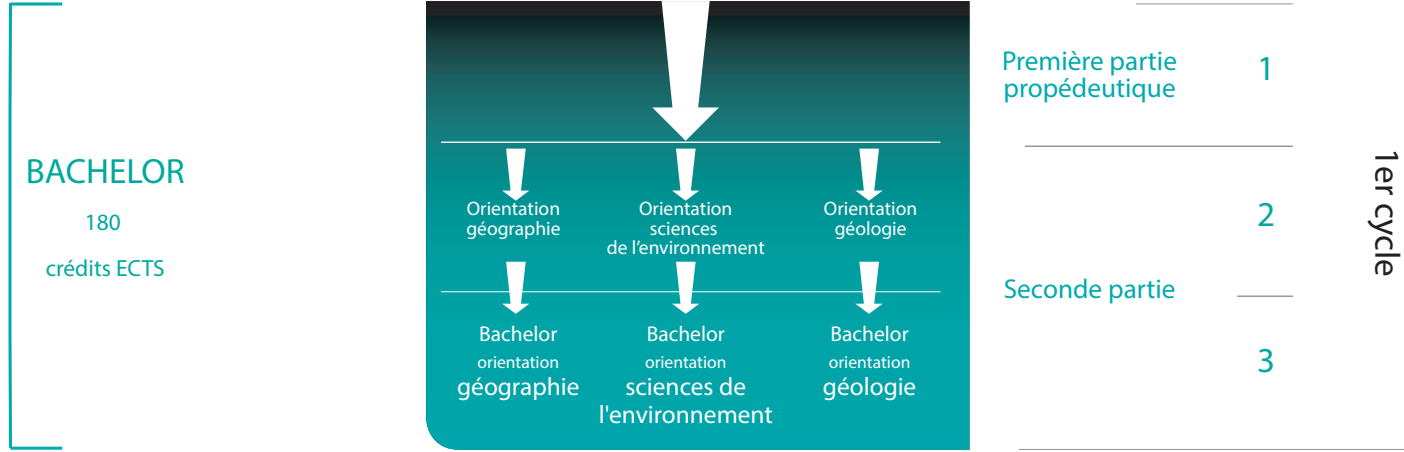 BACHELOR
180
crédits ECTS
Orientation
géographie
Orientation
sciences
de l’environnement
Orientation
géologie
Bachelor
orientation
géographie
Bachelor
orientation
sciences de
l'environnement
Bachelor
orientation
géologie
Première partie
propédeutique
1
2
Seconde partie
3
1er cycle